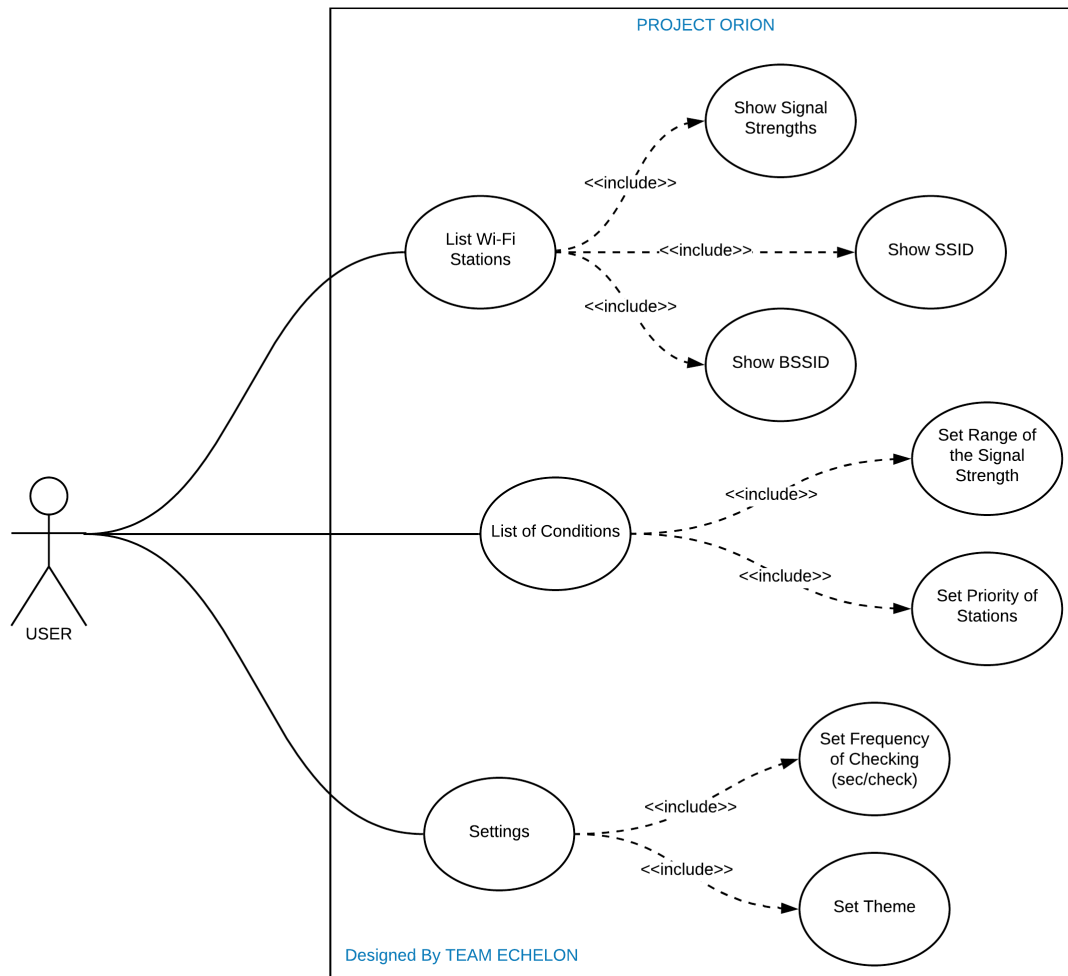 PROJECT ORION
Show Signal
Strengths
<<include>>
List Wi-Fi
Stations
<<include>>
Show SSID
<<include>>
Show BSSID
Set Range of
the Signal
Strength
<<include>>
List of Conditions
<<include>>
Set Priority of
Stations
USER
Set Frequency
of Checking
(sec/check)
<<include>>
Settings
<<include>>
Set Theme
Designed By TEAM ECHELON